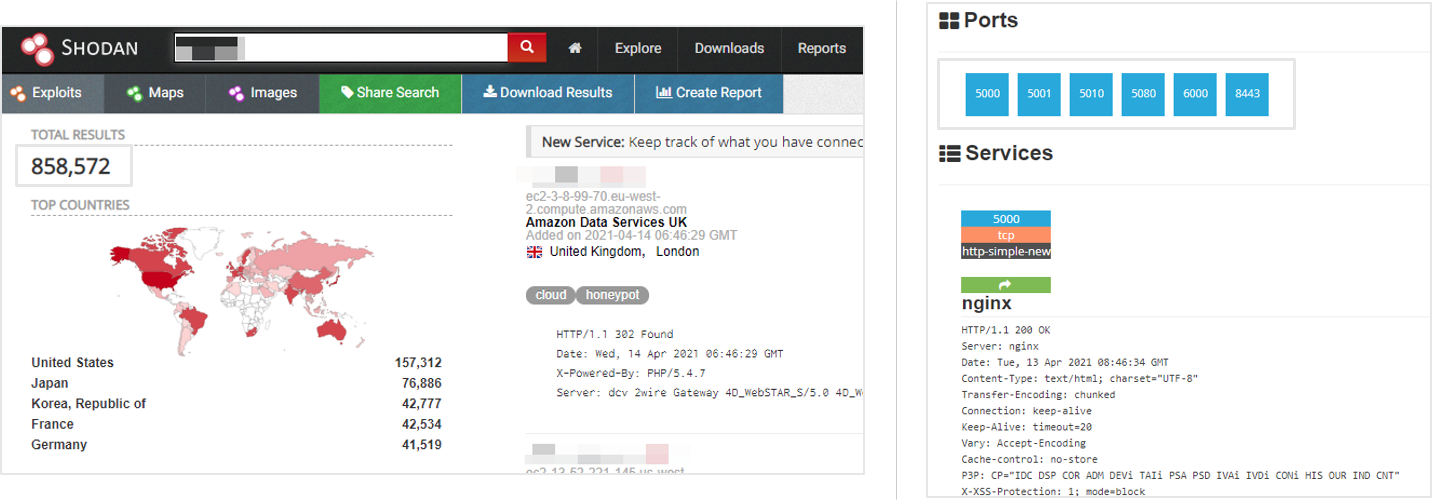 SHODAN
Explore
Downloads
Reports
Exploits
Maps
Images
Share Search
Download Results
Create Report
TOTAL RESULTS
858,572
TOP COUNTRIES
United States 157,312
Japan 76,886
Korea, Republic of 42,777
France 42,534
Germany 41,519
New Service: Keep track of what you have connec
ec2-3-8-99-70.eu-west-
2.compute.amazonaws.com
Amazon Data Services UK
Added on 2021-04-14 06:46:29 GMT
United Kingdom, London
cloud honeypot
HTTP/1.1 302 Found
Date: Wed, 14 Apr 2021 06:46:29 GMT
X-Powered-By: PHP/5.4.7
Server: dcv 2wire Gateway 4D_WebSTAR_S/5.0 4D_W
ec2-13-52-221-145.us-west-
Ports
5000 5001 5010 5080 6000 8443
Services
5000
tcp
http-simple-new
nginx
HTTP/1.1 200 OK
Server: nginx
Date: Tue, 13 Apr 2021 08:46:34 GMT
Content-Type: text/html; charset="UTF-8"
Transfer-Encoding: chunked
Connection: keep-alive
Keep-Alive: timeout=20
Vary: Accept-Encoding
Cache-control: no-store
P3P: CP="IDC DSP COR ADM DEVi TAIi PSA PSD IVAi IVDi CONi HIS OUR IND CNT"
X-XSS-Protection: 1; mode=block